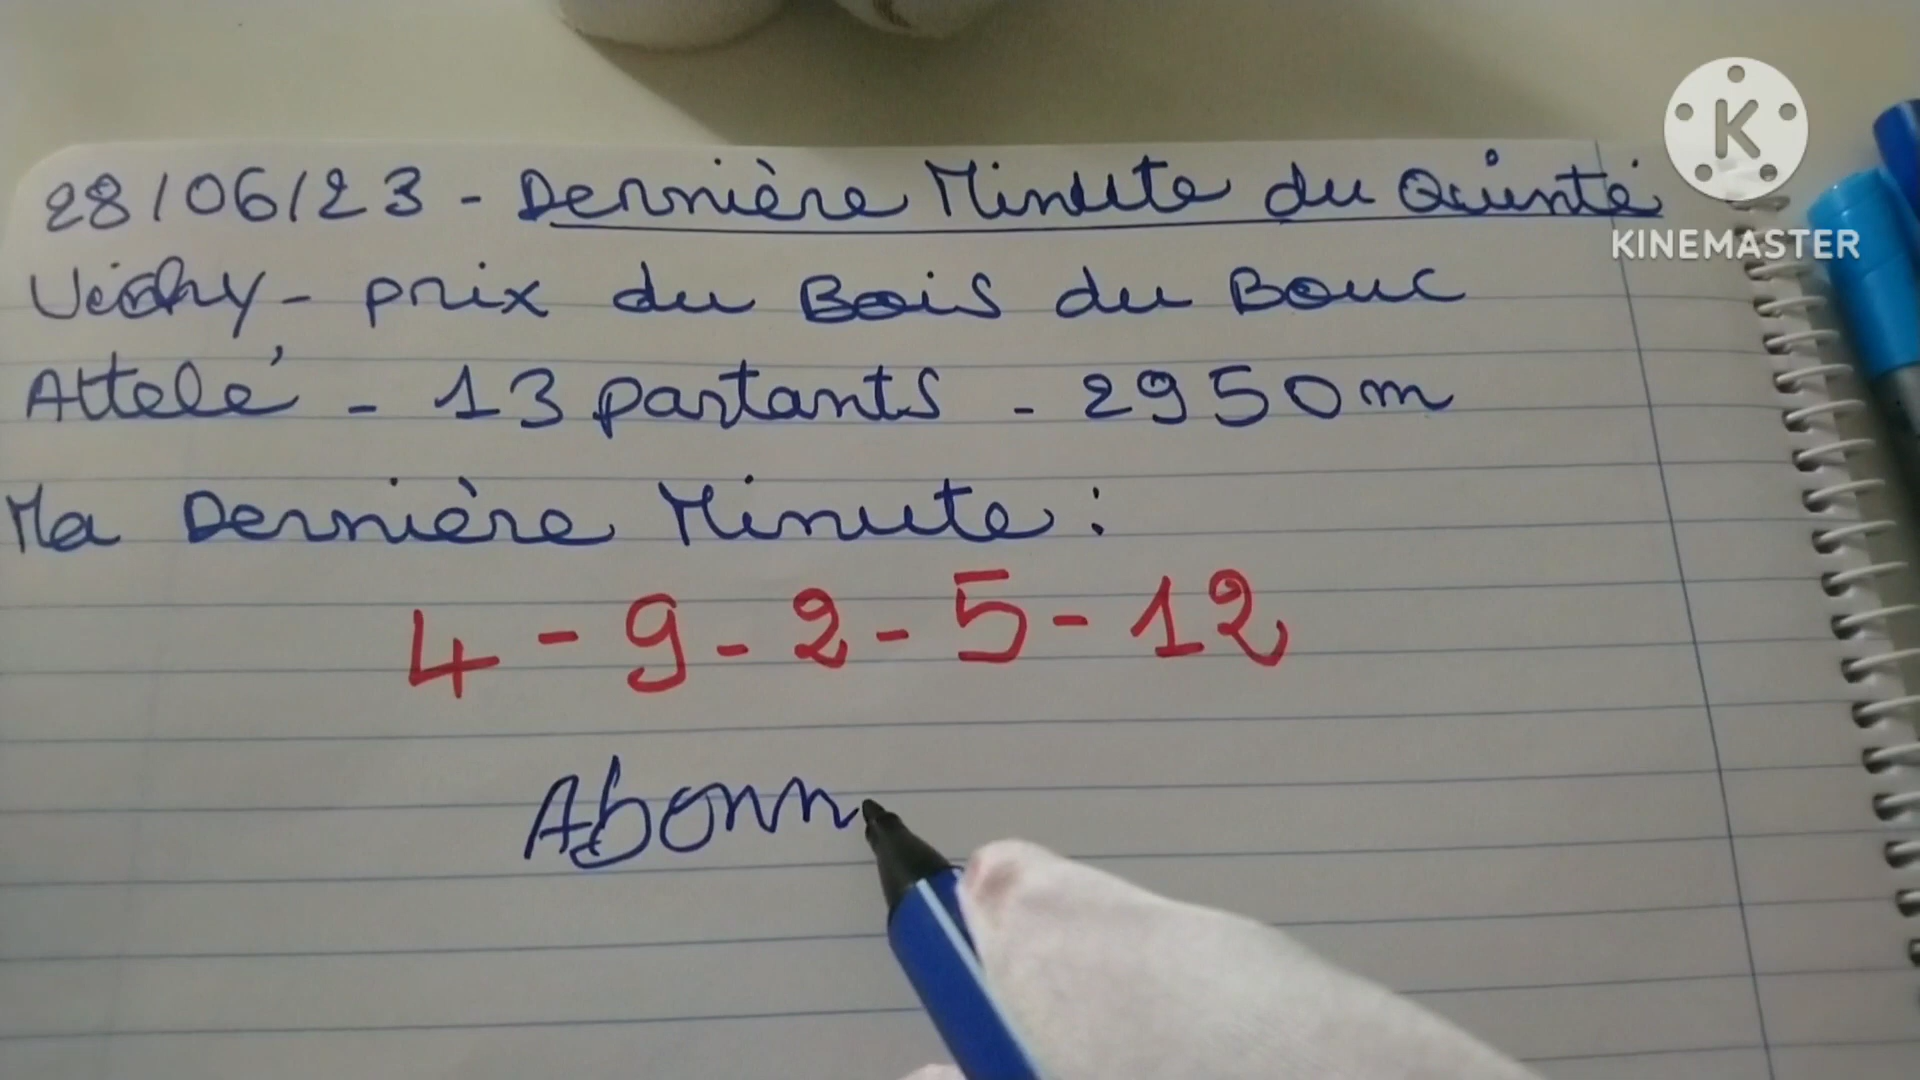 28/06/23 - Dernière Minute du Quinté
K
KINEMASTER
Vichy - prix du Bois du Bouc
Attelé - 13 partants - 2950m
Ma Dernière Minute :
4 - 9 - 2 - 5 - 12
Abonn